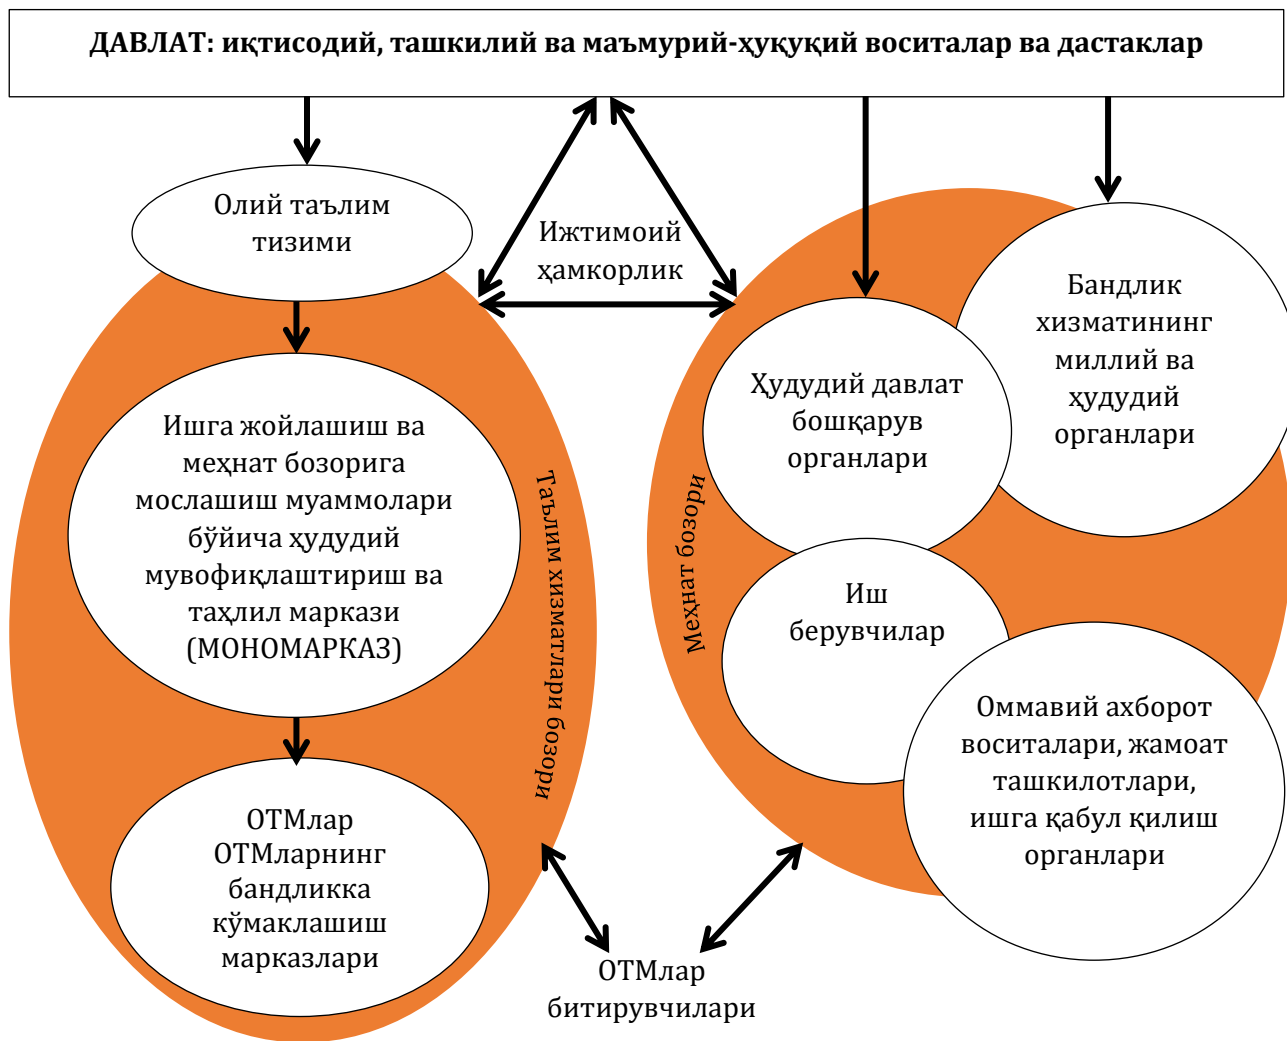 ДАВЛАТ: иқтисодий, ташкилий ва маъмурий-ҳуқуқий воситалар ва дастаклар
Олий таълим
тизими
Ижтимоий
ҳамкорлик
Ишга жойлашиш ва
меҳнат бозорига
мослашиш муаммолари
бўйича ҳудудий
мувофиқлаштириш ва
таҳлил маркази
(МОНОМАРКАЗ)
ОТМлар
ОТМларнинг
бандликка
кўмаклашиш
марказлари
Таълим хизматлари бозори
Меҳнат бозори
Ҳудудий давлат
бошқарув
органлари
Бандлик
хизматининг
миллий ва
ҳудудий
органлари
Иш
берувчилар
Оммавий ахборот
воситалари, жамоат
ташкилотлари,
ишга қабул қилиш
органлари
ОТМлар
битирувчилари